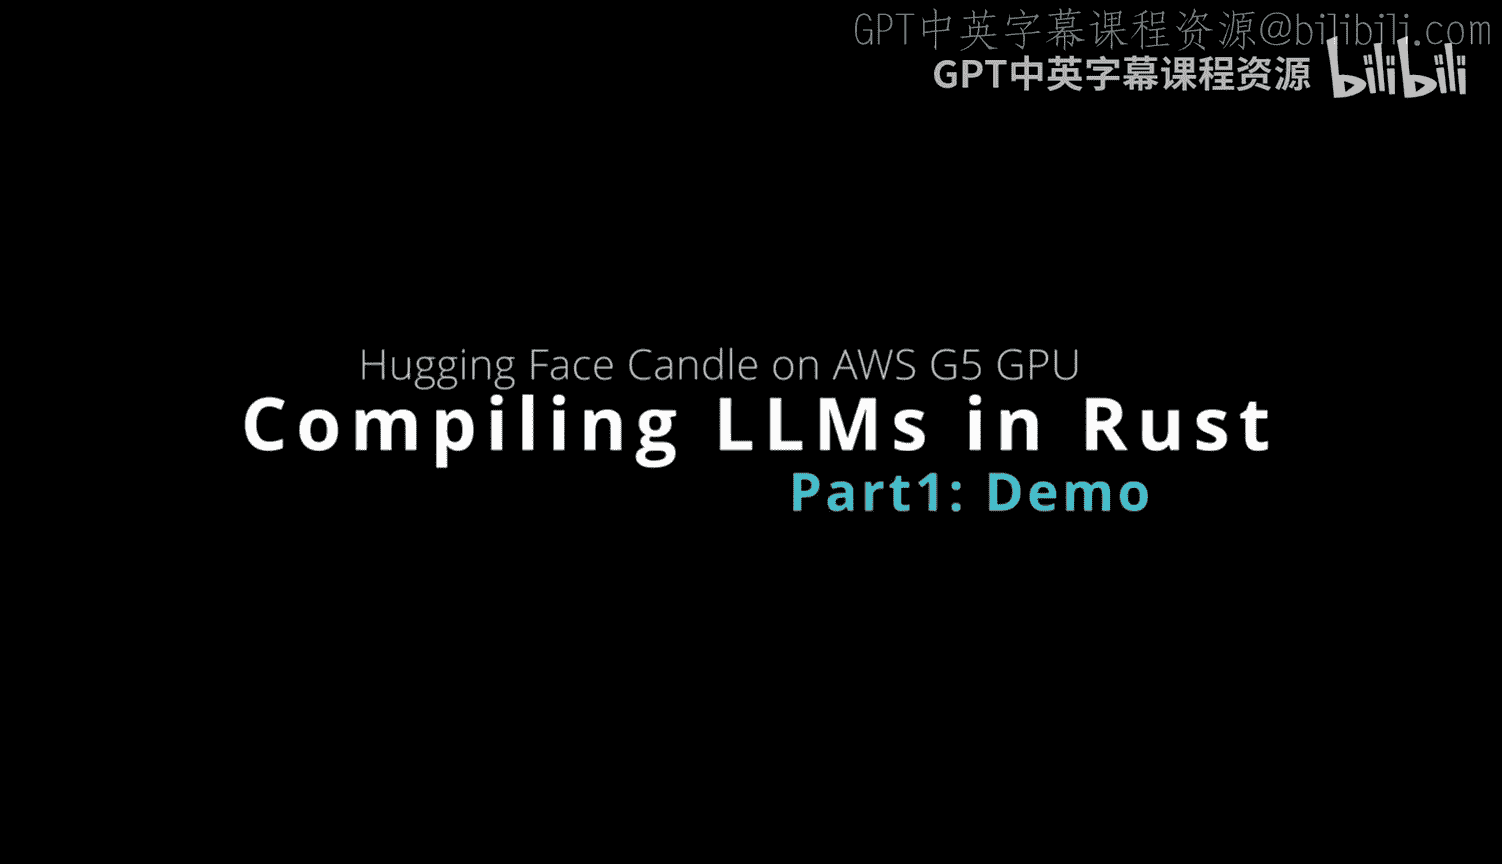 GPT中英字幕课程资源@bilibili.com
GPT中英字幕课程资源 bilibili
Hugging Face Candle on AWS G5 GPU
Compiling LLMs in Rust
Part1: Demo